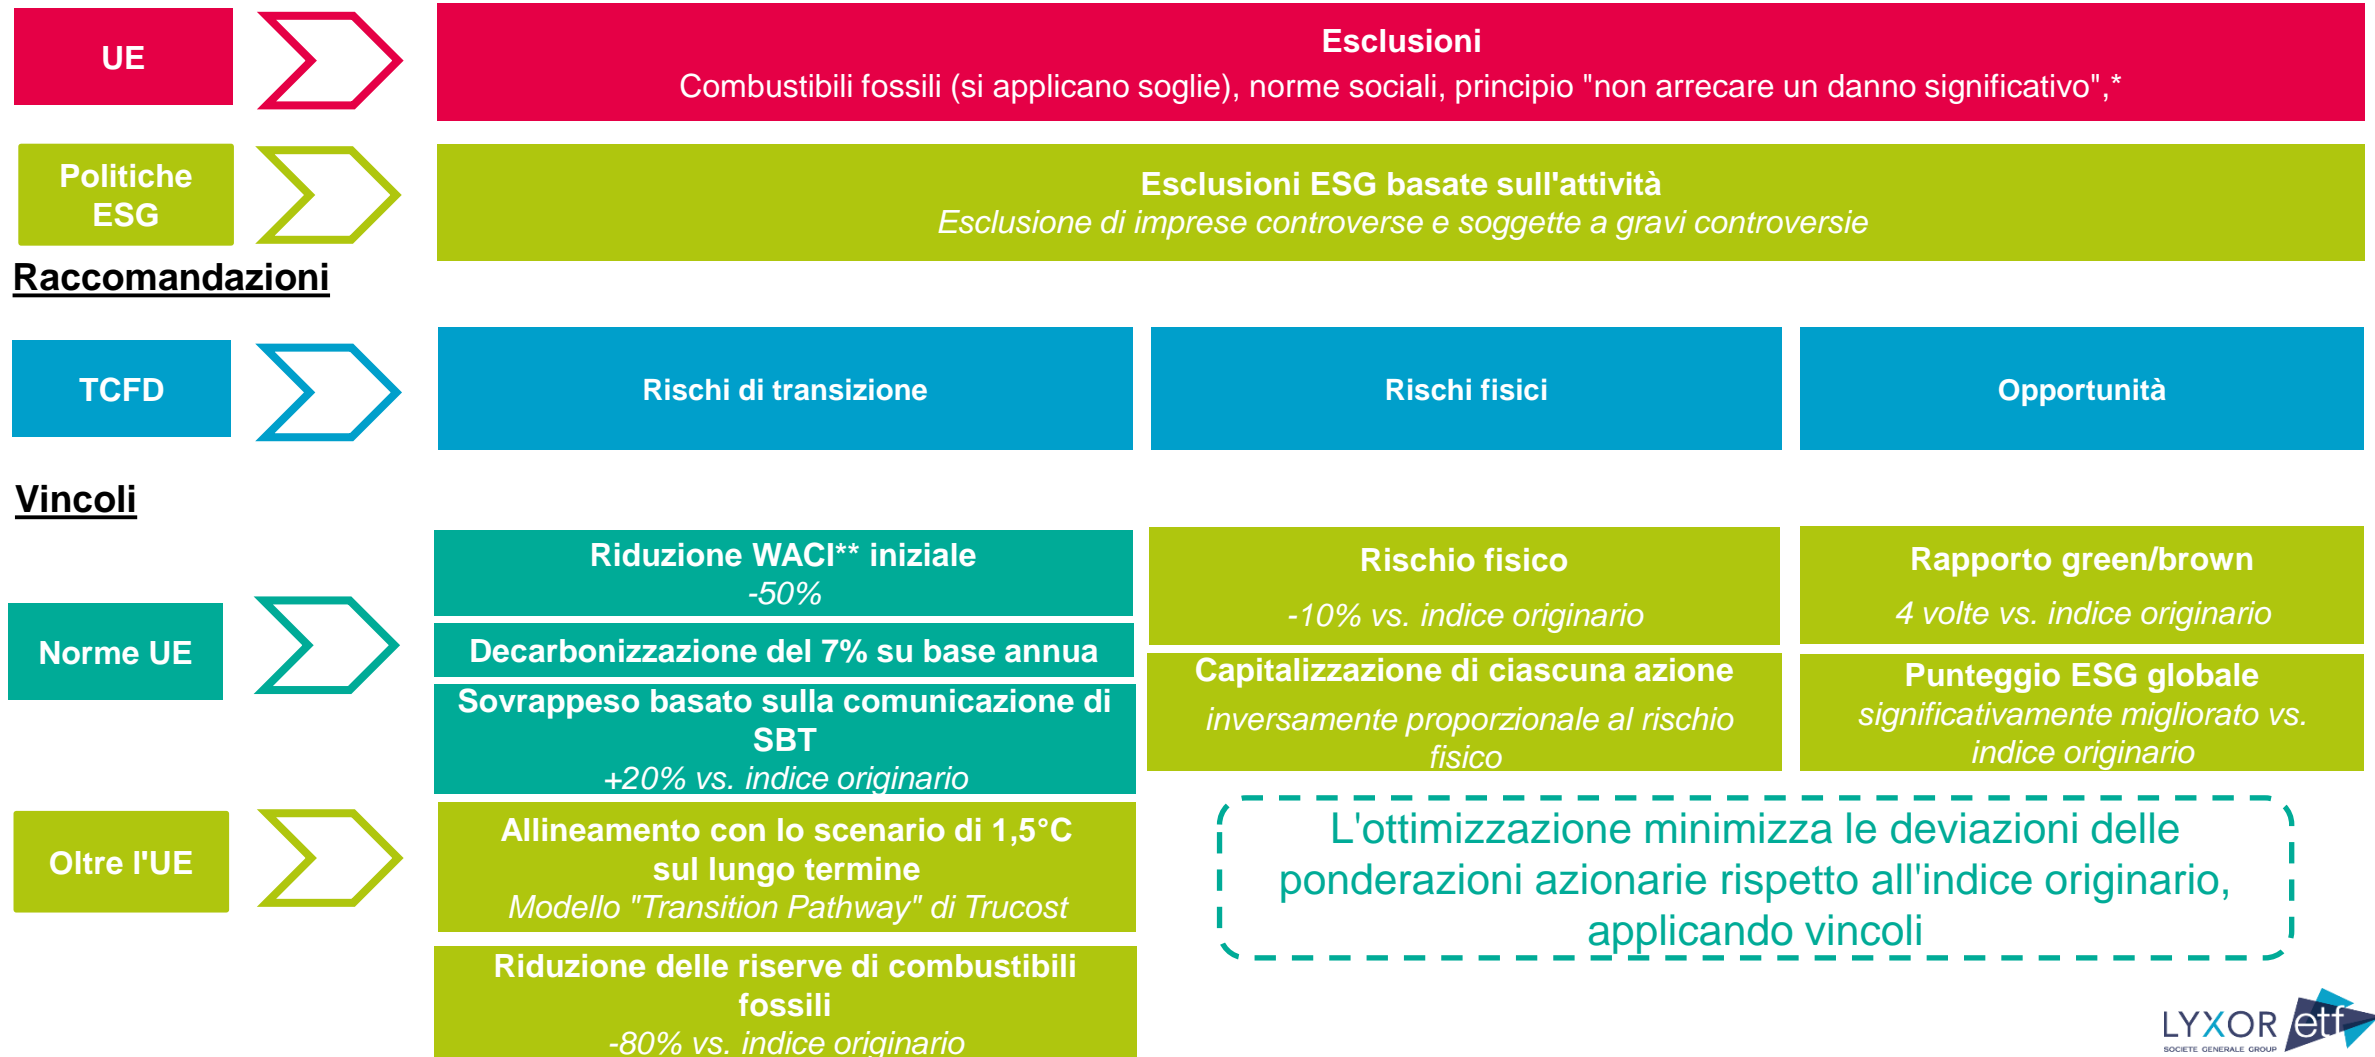 UE
Esclusioni
Combustibili fossili (si applicano soglie), norme sociali, principio "non arrecare un danno significativo",*
Politiche
ESG
Esclusioni ESG basate sull'attività
Esclusione di imprese controverse e soggette a gravi controversie
Raccomandazioni
TCFD
Rischi di transizione
Rischi fisici
Opportunità
Vincoli
Norme UE
Riduzione WACI** iniziale
-50%
Decarbonizzazione del 7% su base annua
Sovrappeso basato sulla comunicazione di
SBT
+20% vs. indice originario
Rischio fisico
-10% vs. indice originario
Capitalizzazione di ciascuna azione
inversamente proporzionale al rischio
fisico
Rapporto green/brown
4 volte vs. indice originario
Punteggio ESG globale
significativamente migliorato vs.
indice originario
Oltre l'UE
Allineamento con lo scenario di 1,5°C
sul lungo termine
Modello "Transition Pathway" di Trucost
Riduzione delle riserve di combustibili
fossili
-80% vs. indice originario
L'ottimizzazione minimizza le deviazioni delle
ponderazioni azionarie rispetto all'indice originario,
applicando vincoli
LYXOR etf
SOCIETE GENERALE GROUP